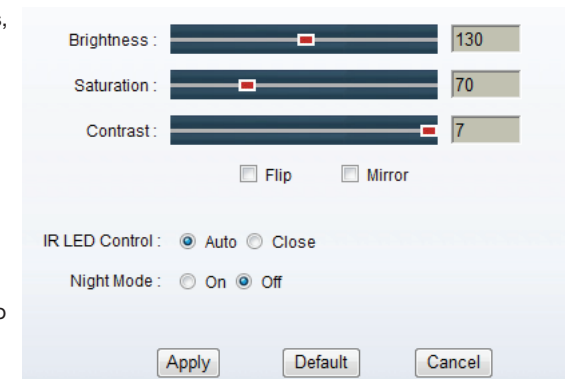 s,
Brightness : 130
Saturation : 70
Contrast : 7
Flip Mirror
IR LED Control : Auto Close
Night Mode : On Off
o
Apply Default Cancel